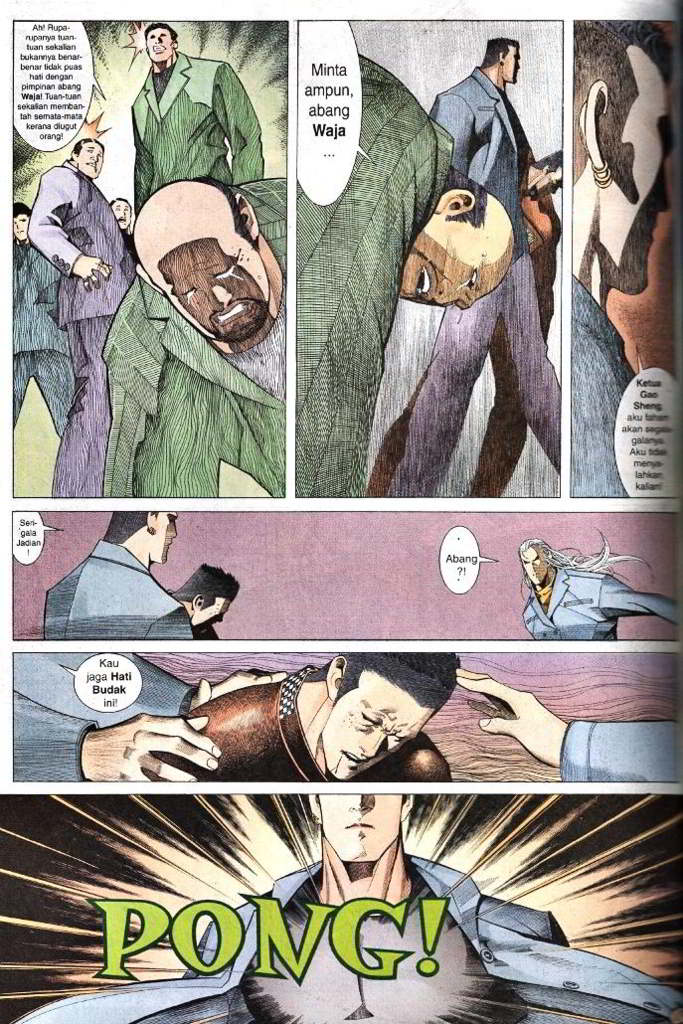 Ah! Rupa-
rupanya tuan-
tuan sekalian
bukannya benar-
benar tidak puas
hati dengan
pimpinan abang
Waja! Tuan-tuan
sekalian memban-
tah semata-mata
kerana diugut
orang!
Minta
ampun,
abang
Waja
...
Ketua
Gao
Sheng,
aku faham
akan segala-
galanya.
Aku tidak
menya-
lahkan
kalian!
Seri-
gala
Jadian
!
Abang
?!
Kau
jaga Hati
Budak
ini!
PONG!